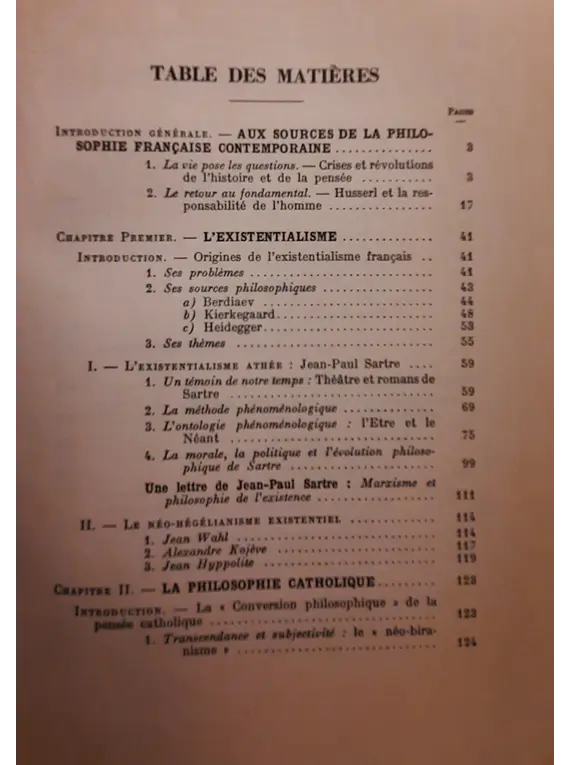 TABLE DES MATIÈRES
PAGES
INTRODUCTION GÉNÉRALE. — AUX SOURCES DE LA PHILO-
SOPHIE FRANÇAISE CONTEMPORAINE .............. 3
1. La vie pose les questions. — Crises et révolutions
de l'histoire et de la pensée ........... 3
2. Le retour au fondamental. — Husserl et la res-
ponsabilité de l'homme ................ 17
CHAPITRE PREMIER. — L'EXISTENTIALISME ............. 41
INTRODUCTION. — Origines de l'existentialisme français .. 41
1. Ses problèmes .......................... 41
2. Ses sources philosophiques ................ 43
a) Berdiaev ......................... 44
b) Kierkegaard....................... 48
c) Heidegger......................... 53
3. Ses thèmes ............................ 55
I. — L'EXISTENTIALISME ATHÉE : Jean-Paul Sartre .... 59
1. Un témoin de notre temps : Théâtre et romans de
Sartre ............................. 59
2. La méthode phénoménologique ............. 69
3. L'ontologie phénoménologique : l'Etre et le
Néant ............................. 75
4. La morale, la politique et l'évolution philoso-
phique de Sartre ..................... 99
Une lettre de Jean-Paul Sartre : Marxisme et
philosophie de l'existence ................. 111
II. — LE NÉO-HÉGÉLIANISME EXISTENTIEL ............ 114
1. Jean Wahl ............................. 114
2. Alexandre Kojève ....................... 117
3. Jean Hyppolite ......................... 119
CHAPITRE II. — LA PHILOSOPHIE CATHOLIQUE......... 123
INTRODUCTION. — La « Conversion philosophique » de la
pensée catholique ................................ 123
1. Transcendance et subjectivité : le « néo-bira-
nisme » ............................. 124